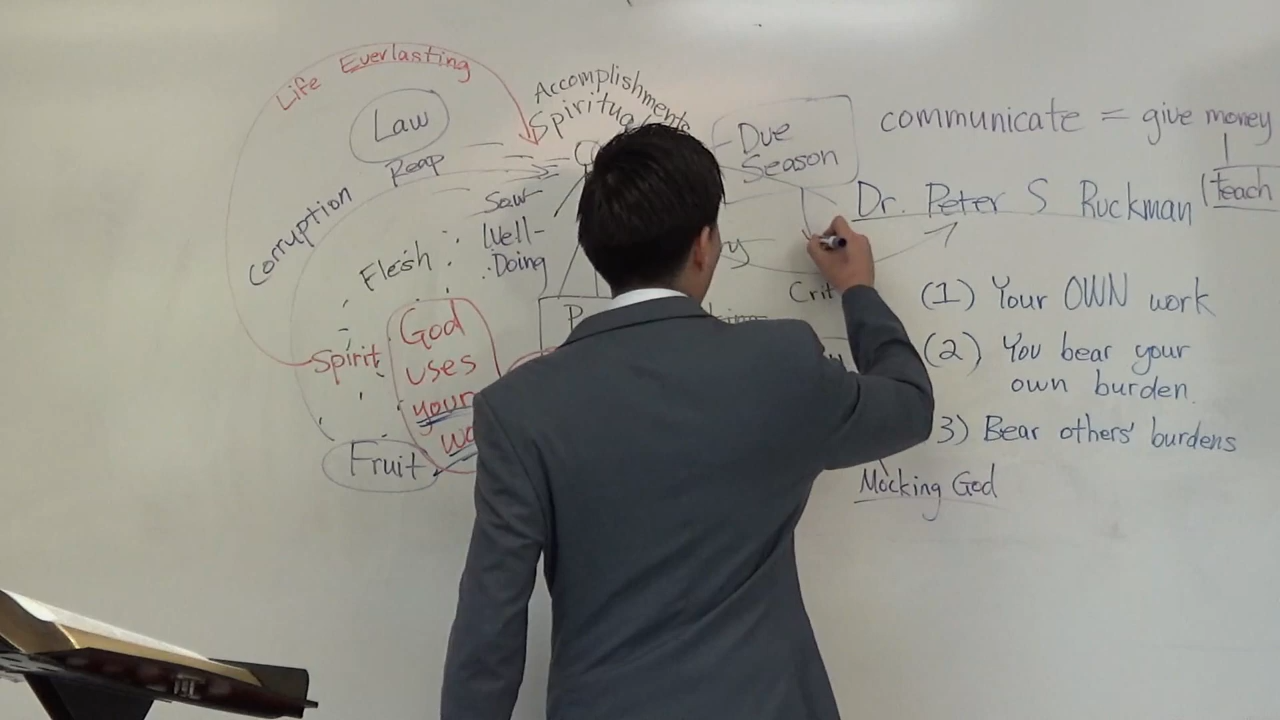 Life Everlasting
Law
Reap
Corruption
Flesh
Spirit
Fruit
God
uses
your
Sow
Well-
Doing
Accomplishments
Due
Season
communicate = give money
(teach
Dr. Peter S Ruckman
(1) Your OWN work
(2) You bear your
own burden.
3) Bear others' burdens
Mocking God